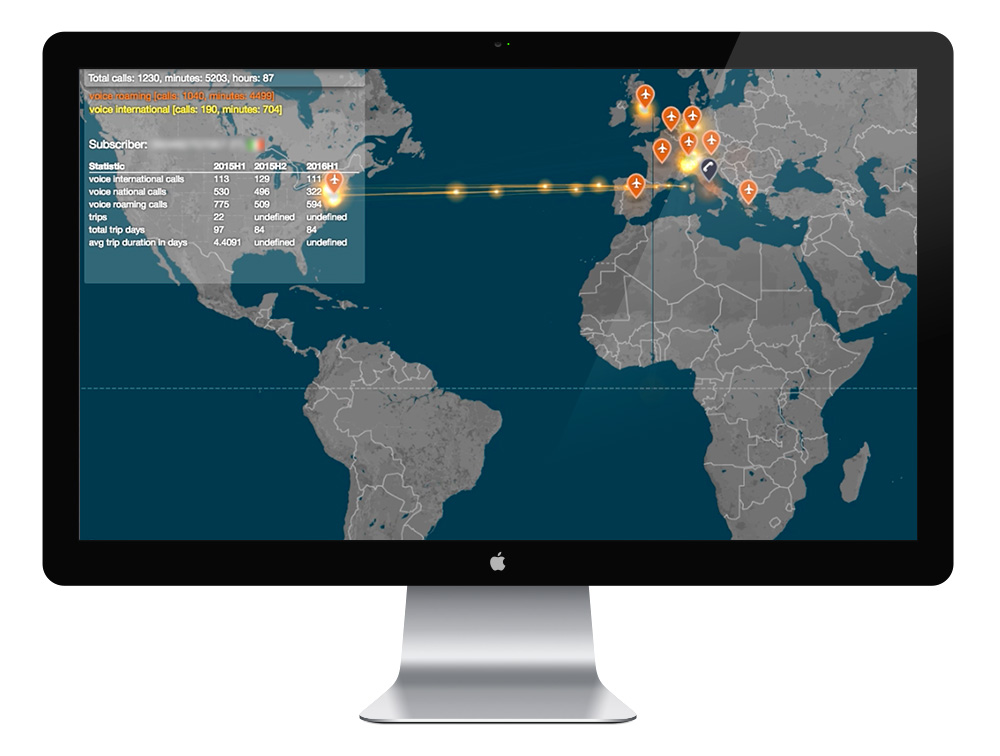 Total calls: 1230, minutes: 5203, hours: 87
voice roaming [calls: 1040, minutes: 4499]
voice international [calls: 190, minutes: 704]
Subscriber:
Statistic 2015H1 2015H2 2016H1
voice international calls 113 129 111
voice national calls 530 496 322
voice roaming calls 775 509 594
trips 22 undefined undefined
total trip days 97 84 84
avg trip duration in days 4.4091 undefined undefined